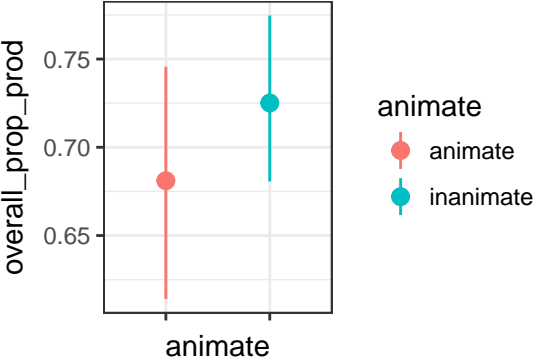 overall_prop_prod
0.75
0.70
0.65
animate
animate
animate
inanimate